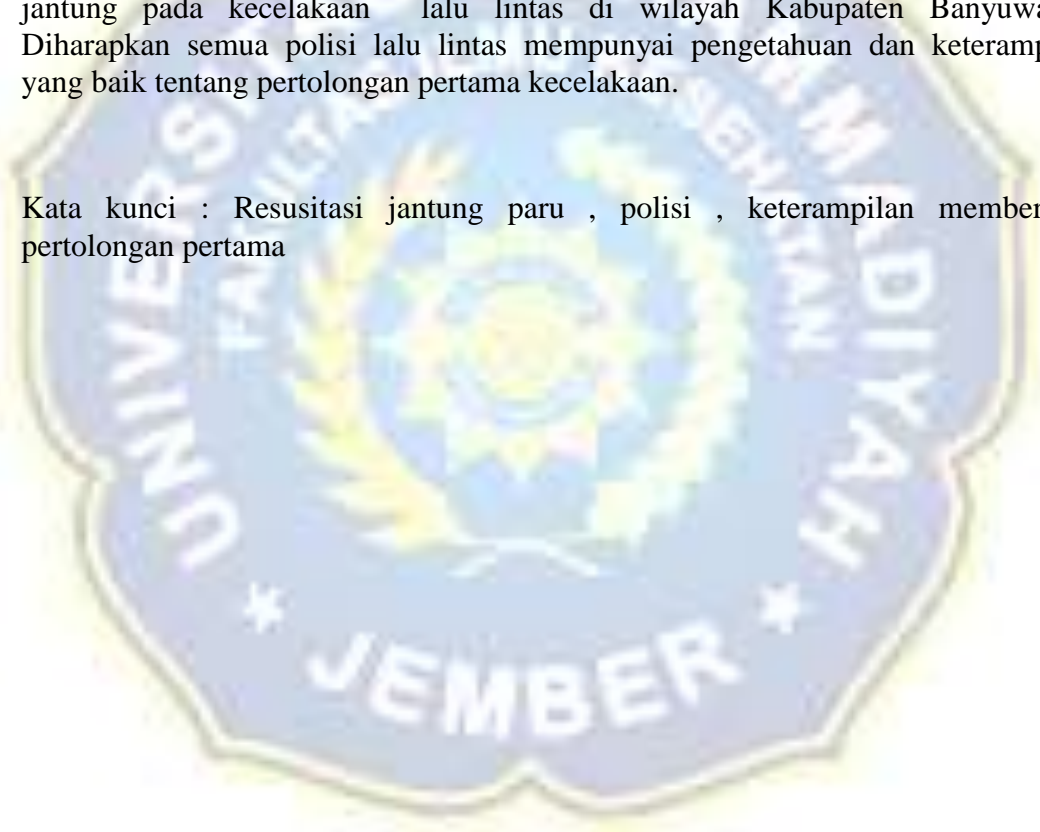 jantung pada kecelakaan lalu lintas di wilayah Kabupaten Banyuwa
Diharapkan semua polisi lalu lintas mempunyai pengetahuan dan keteramp
yang baik tentang pertolongan pertama kecelakaan.
Kata kunci : Resusitasi jantung paru , polisi , keterampilan member
pertolongan pertama
JEMBER